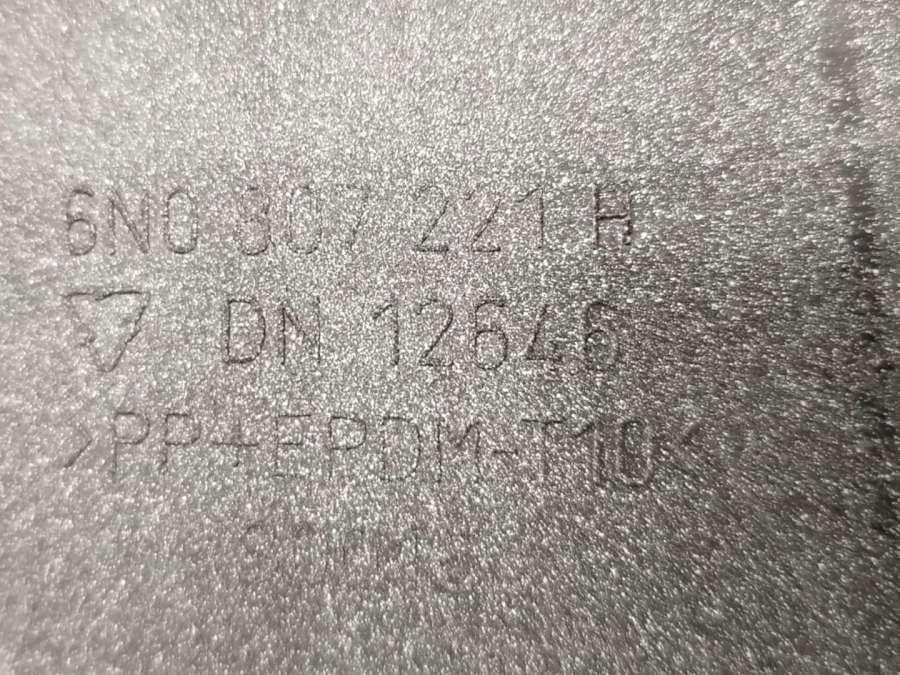 6N0 807 221 H
DN 12646
>PP+EPDM-T10<